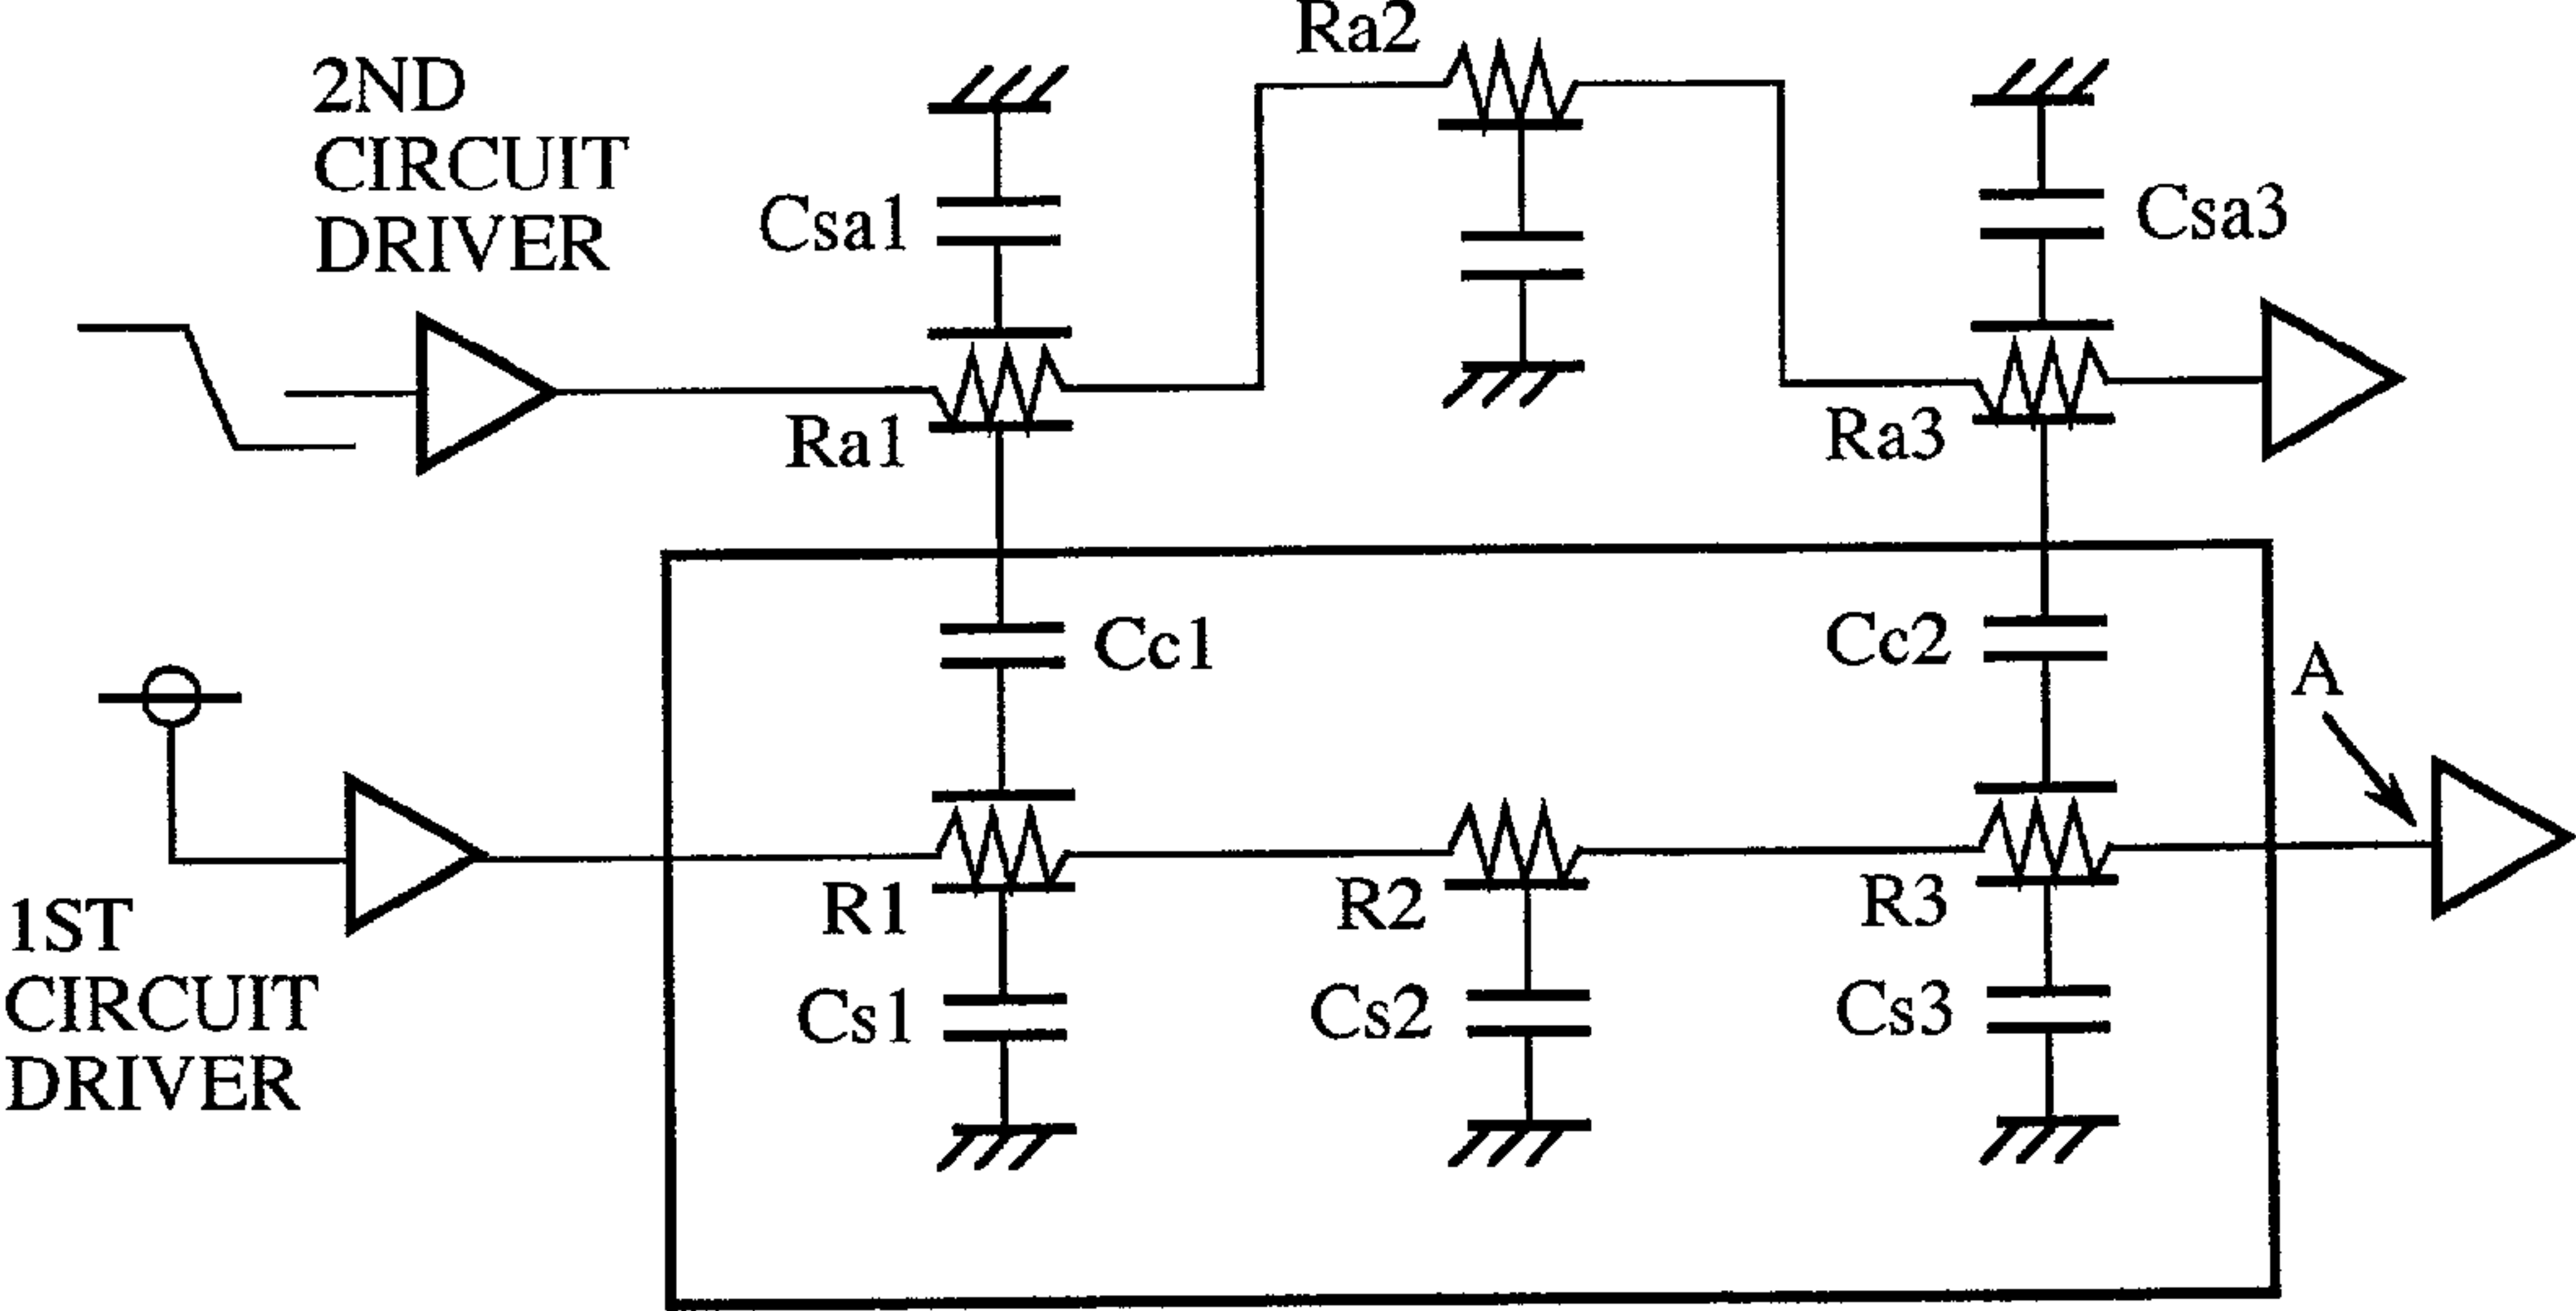 Ra2
2ND
CIRCUIT
DRIVER
Csa1
Csa3
Ra1
Ra3
Cc1
Cc2
A
R1
R2
R3
1ST
CIRCUIT
DRIVER
Cs1
Cs2
Cs3